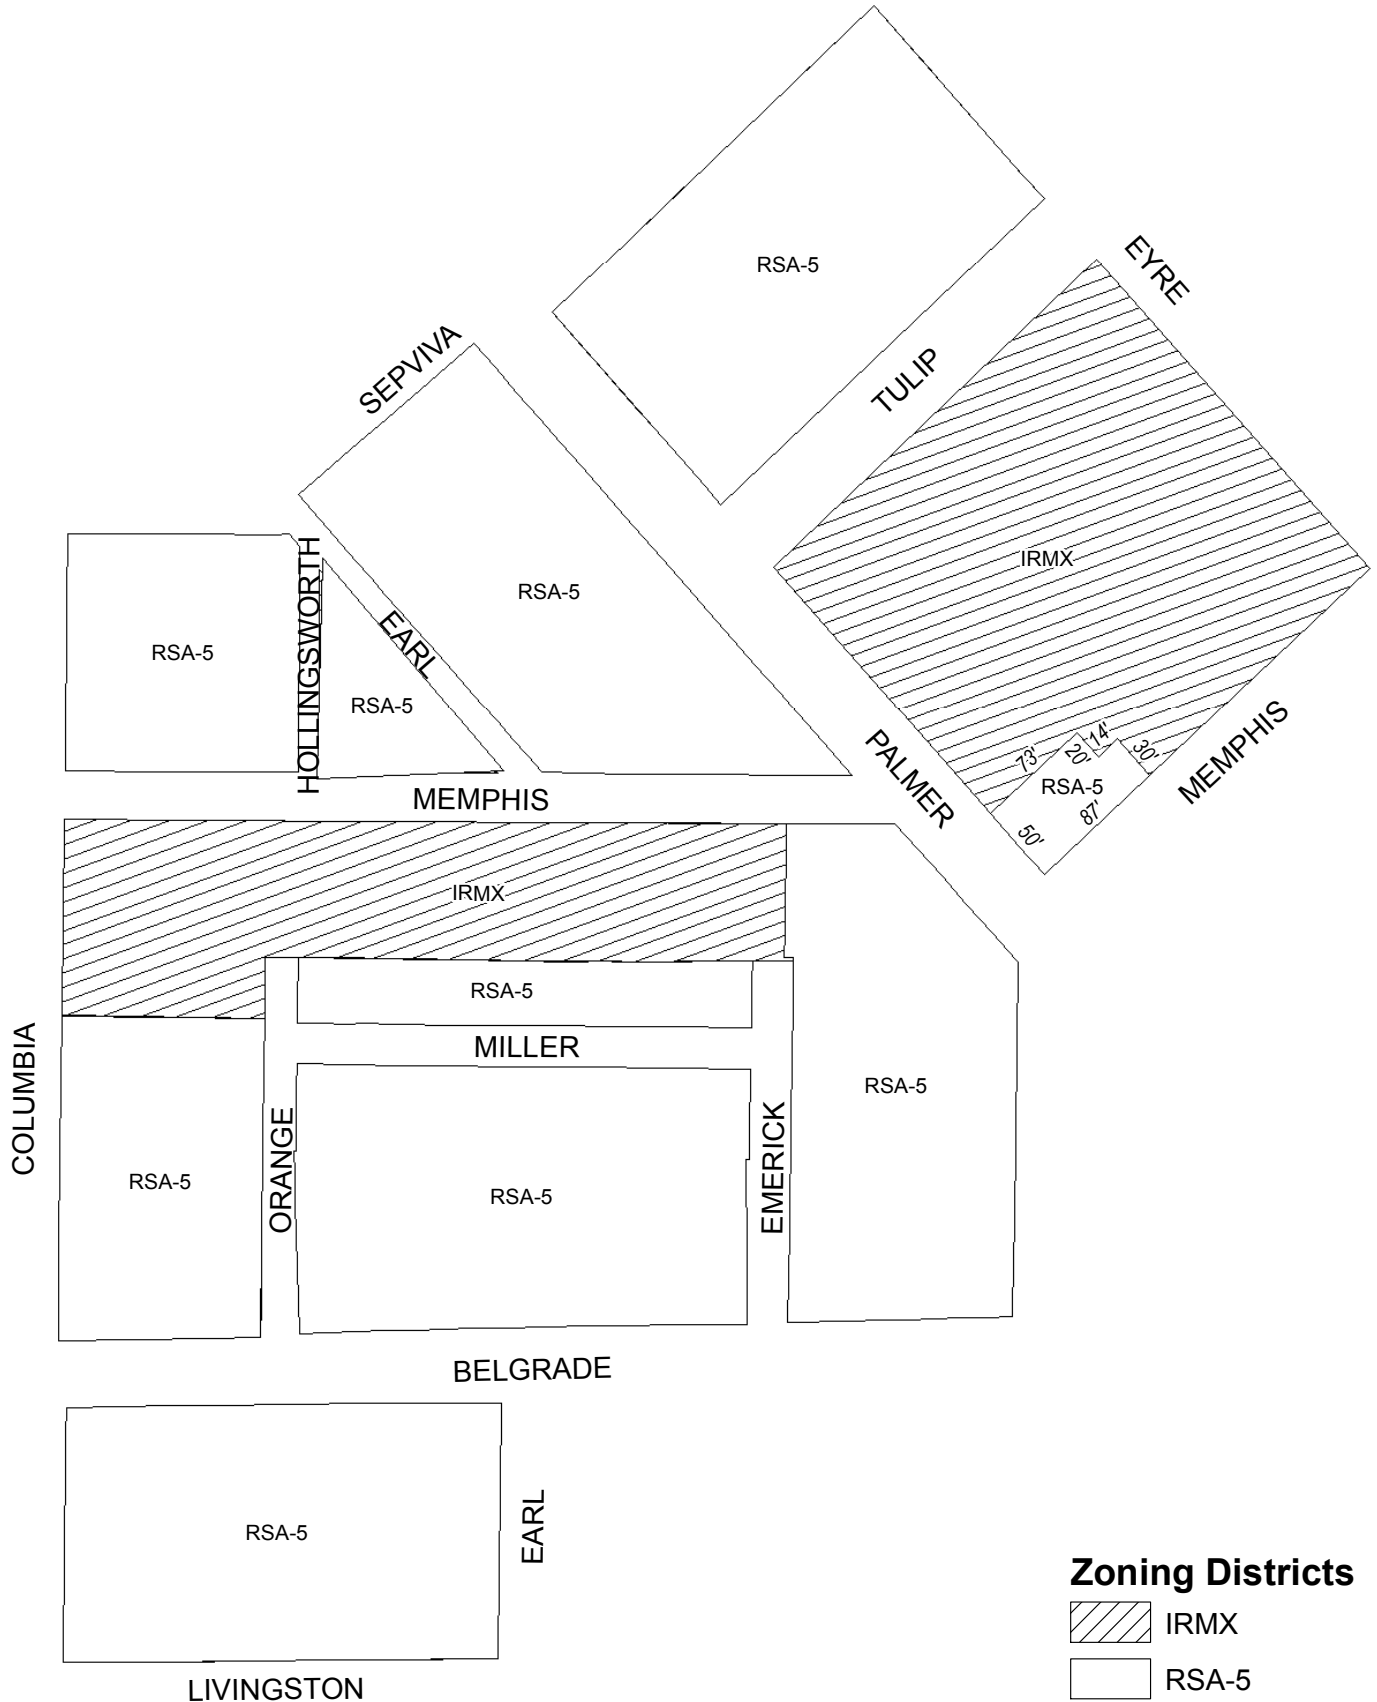 RSA-5
EYRE
SEPVIVA
TULIP
IRMX
RSA-5
HOLLINGSWORTH
EARL
RSA-5
RSA-5
MEMPHIS
PALMER
73'
20'
14'
30'
RSA-5
87'
50'
MEMPHIS
IRMX
RSA-5
COLUMBIA
MILLER
RSA-5
ORANGE
EMERICK
RSA-5
RSA-5
BELGRADE
RSA-5
EARL
LIVINGSTON
Zoning Districts
IRMX
RSA-5